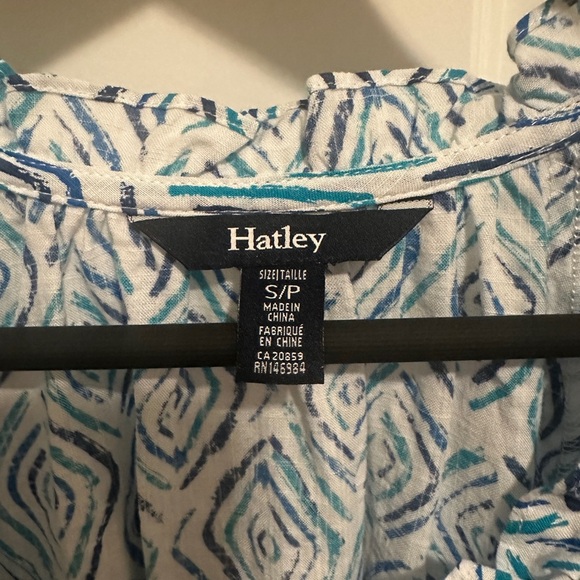 Hatley
SIZE|TAILLE
S/P
MADE IN
CHINA
FABRIQUÉ
EN CHINE
CA 20859
RN146984